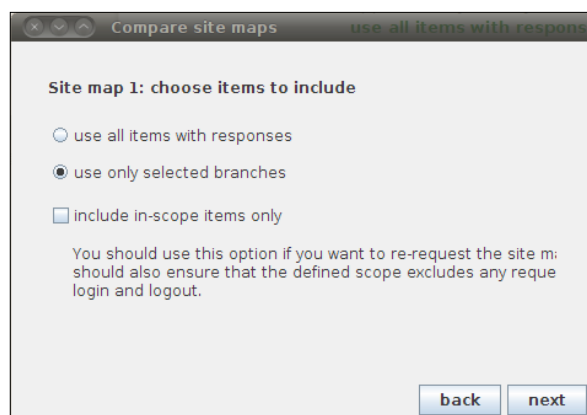 Compare site maps use all items with respons
Site map 1: choose items to include
use all items with responses
use only selected branches
include in-scope items only
You should use this option if you want to re-request the site m
should also ensure that the defined scope excludes any reque
login and logout.
back next